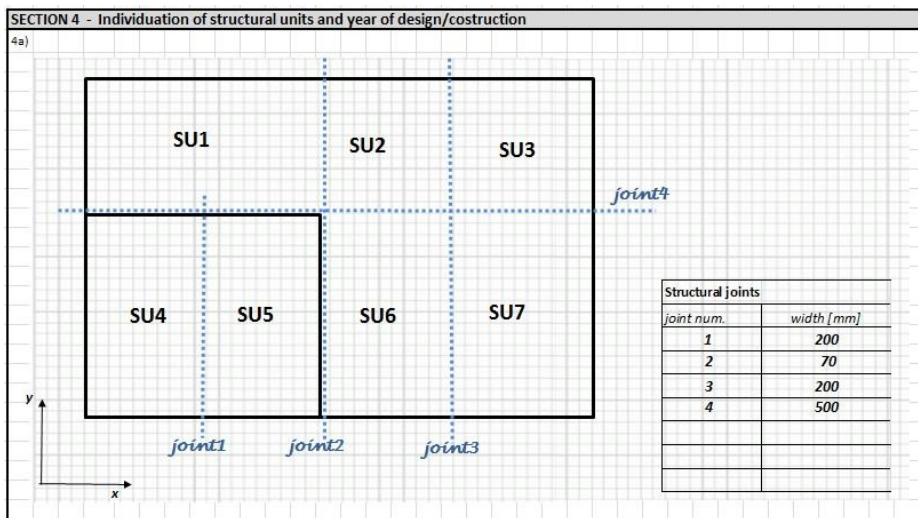 SECTION 4 - Individuation of structural units and year of design/costruction
4a)
SU1
SU2
SU3
joint4
SU4
SU5
SU6
SU7
Structural joints
joint num. width [mm]
1 200
2 70
3 200
4 500
y
x
joint1
joint2
joint3